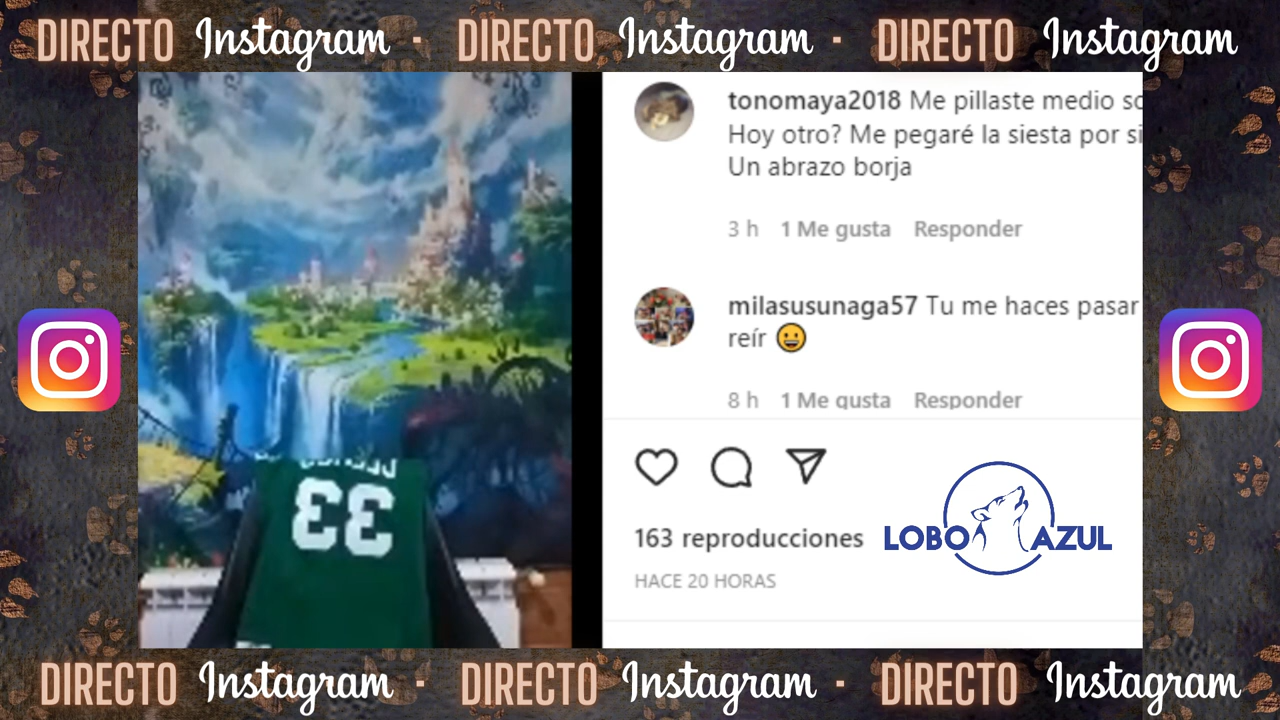 DIRECTO Instagram · DIRECTO Instagram · DIRECTO Instagram
tonomaya2018 Me pillaste medio
Hoy otro? Me pegaré la siesta por si
Un abrazo borja
3 h 1 Me gusta Responder
milasusunaga57 Tu me haces pasar
reír 😀
8 h 1 Me gusta Responder
33
163 reproducciones
LOBO AZUL
HACE 20 HORAS
DIRECTO Instagram · DIRECTO Instagram · DIRECTO Instagram